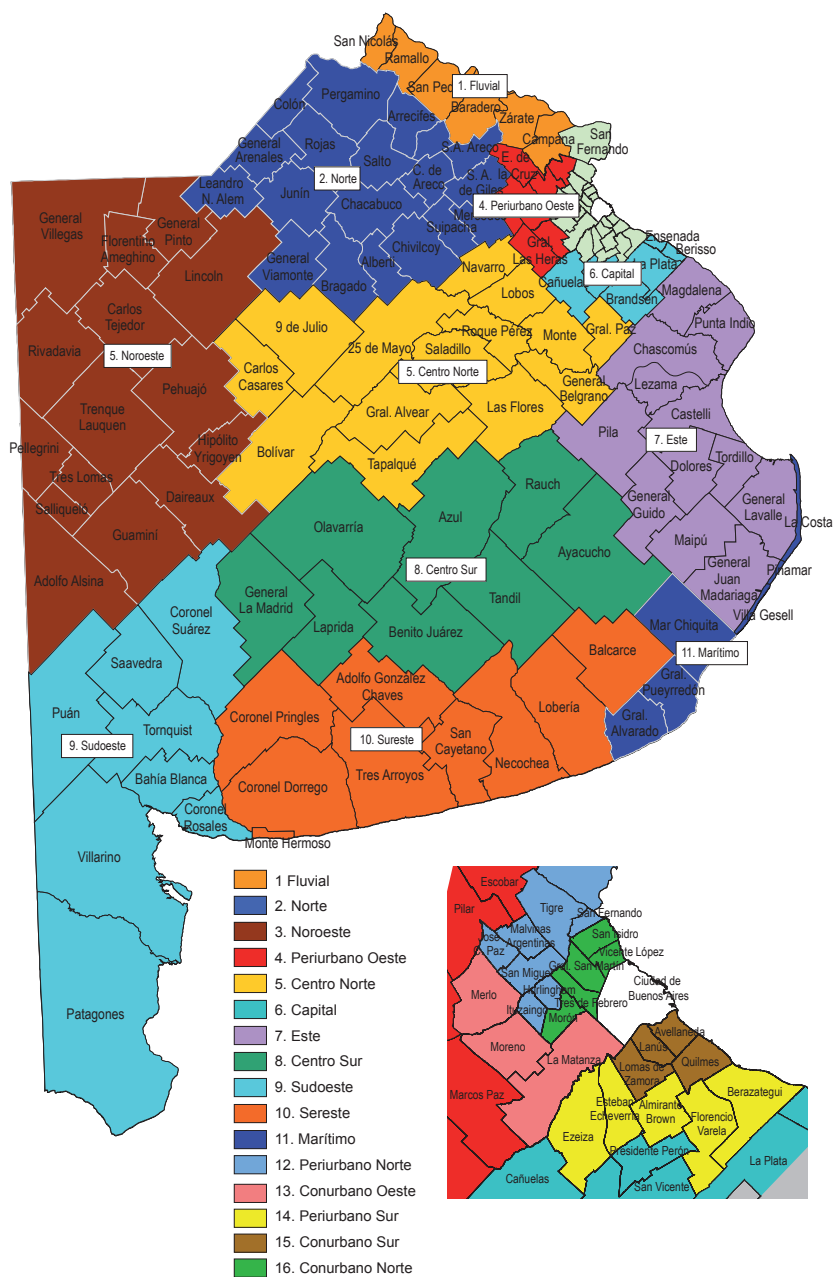 San Nicolás
Ramallo
San Ped
1. Fluvial
Baradero
Zárate
Campana
San
Fernando
Colón
Pergamino
Arrecifes
General
Arenales
Rojas
Salto
S.A. Areco
E. de
la Cruz
Leandro
N. Alem
2. Norte
Junín
C. de
Areco
S. A.
de Giles
Chacabuco
4. Periurbano Oeste
Suipacha
Merced
General
Viamonte
Chivilcoy
Alberti
Bragado
Gral.
Las Heras
Navarro
Cañuelas
6. Capital
La Plata
Ensenada
Berisso
Brandsen
Magdalena
Punta Indio
General
Villegas
General
Pinto
Florentino
Ameghino
Lincoln
Carlos
Tejedor
Rivadavia
5. Noroeste
Pehuajó
Trenque
Lauquen
Hipólito
Yrigoyen
Pellegrini
Tres Lomas
Salliqueló
Daireaux
Guaminí
Adolfo Alsina
9 de Julio
Lobos
25 de Mayo
Roque Pérez
Monte
Gral. Paz
Saladillo
Carlos
Casares
5. Centro Norte
General
Belgrano
Gral. Alvear
Las Flores
Bolívar
Tapalqué
Chascomús
Lezama
Castelli
Pila
7. Este
Dolores
Tordillo
General
Guido
General
Lavalle
La Costa
Maipú
General
Juan
Madariaga
Pinamar
Villa Gesell
Rauch
Olavarría
Azul
Ayacucho
8. Centro Sur
General
La Madrid
Tandil
Laprida
Benito Juárez
Mar Chiquita
11. Marítimo
Gral.
Pueyrredón
Gral.
Alvarado
Coronel
Suárez
Saavedra
Puán
Tornquist
9. Sudoeste
Bahía Blanca
Coronel
Rosales
Villarino
Patagones
Balcarce
Adolfo González
Chaves
Coronel Pringles
Lobería
San
Cayetano
10. Sureste
Necochea
Tres Arroyos
Coronel Dorrego
Monte Hermoso
1 Fluvial
2. Norte
3. Noroeste
4. Periurbano Oeste
5. Centro Norte
6. Capital
7. Este
8. Centro Sur
9. Sudoeste
10. Sereste
11. Marítimo
12. Periurbano Norte
13. Conurbano Oeste
14. Periurbano Sur
15. Conurbano Sur
16. Conurbano Norte
Escobar
Pilar
Tigre
San Fernando
Malvinas
Argentinas
José
C. Paz
San Isidro
Vicente López
San Miguel
Gral. San Martín
Ciudad de
Buenos Aires
Merlo
Hurlingham
Ituzaingo
Tres de Febrero
Morón
Moreno
La Matanza
Avellaneda
Lanús
Lomas de
Zamora
Quilmes
Marcos Paz
Esteban
Echeverría
Almirante
Brown
Berazategui
Florencio
Varela
Ezeiza
Presidente Perón
La Plata
Cañuelas
San Vicente